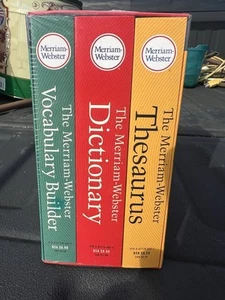 Merriam-
Webster
The Merriam-Webster
Vocabulary Builder
Merriam-
Webster
The Merriam-Webster
Dictionary
Merriam-
Webster
The Merriam-Webster
Thesaurus